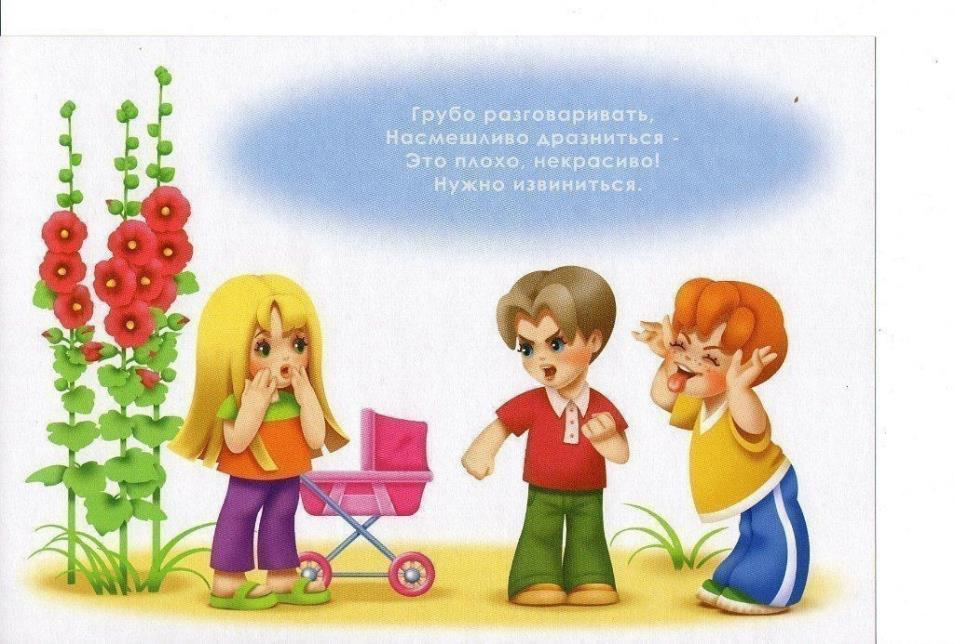 Грубо разговаривать,
Насмешливо дразниться -
Это плохо, некрасиво!
Нужно извиниться.